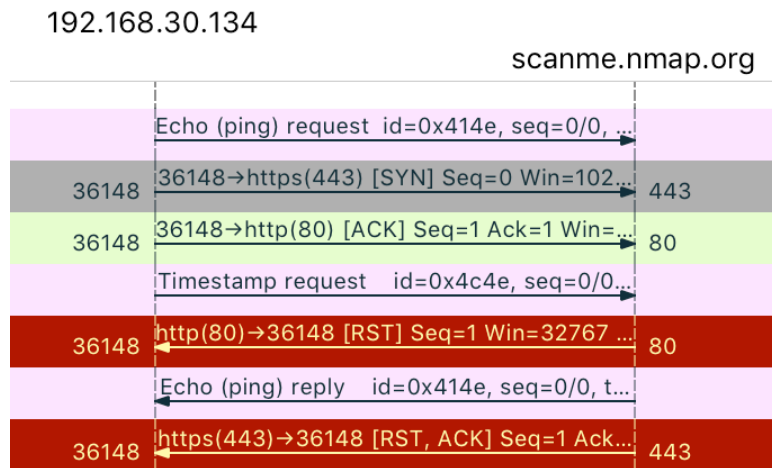 192.168.30.134
scanme.nmap.org
Echo (ping) request id=0x414e, seq=0/0, ...
36148 36148→https(443) [SYN] Seq=0 Win=102... 443
36148 36148→http(80) [ACK] Seq=1 Ack=1 Win=... 80
Timestamp request id=0x4c4e, seq=0/0...
36148 http(80)→36148 [RST] Seq=1 Win=32767 ... 80
Echo (ping) reply id=0x414e, seq=0/0, t...
36148 https(443)→36148 [RST, ACK] Seq=1 Ack... 443